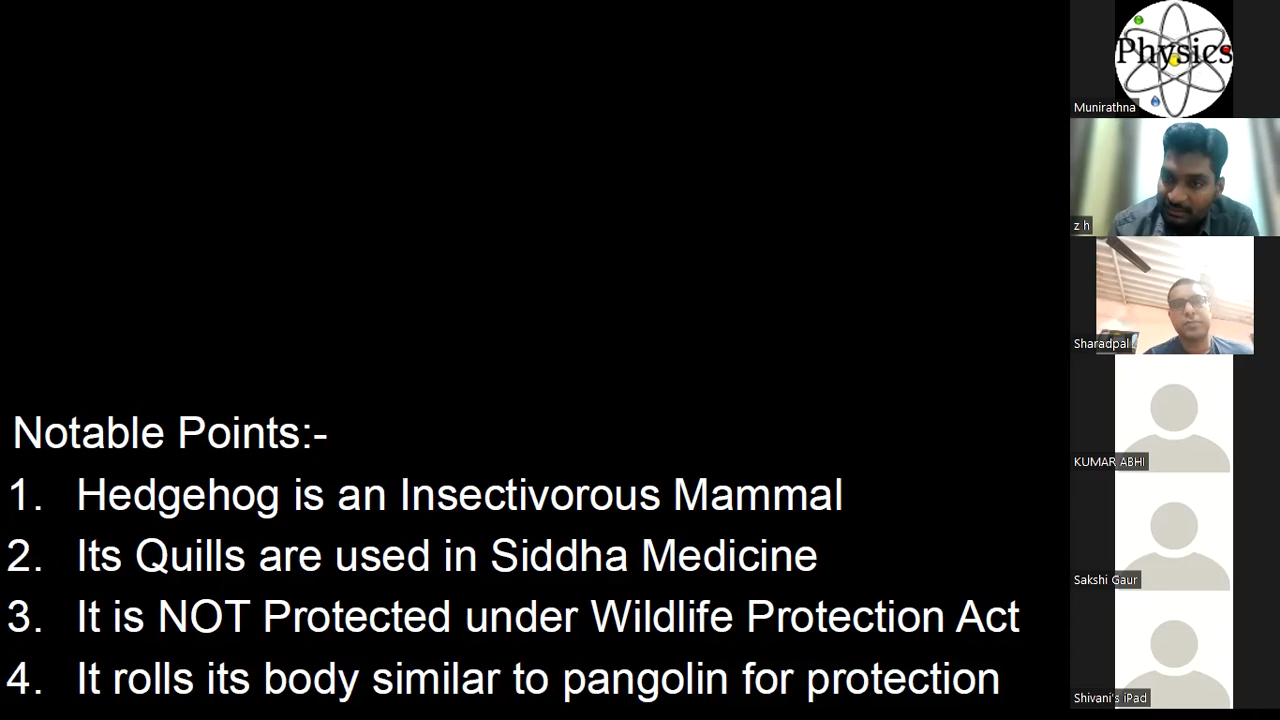 Notable Points:-
1. Hedgehog is an Insectivorous Mammal
2. Its Quills are used in Siddha Medicine
3. It is NOT Protected under Wildlife Protection Act
4. It rolls its body similar to pangolin for protection
Physics
Munirathna
z h
Sharadpal
KUMAR ABHI
Sakshi Gaur
Shivani's iPad